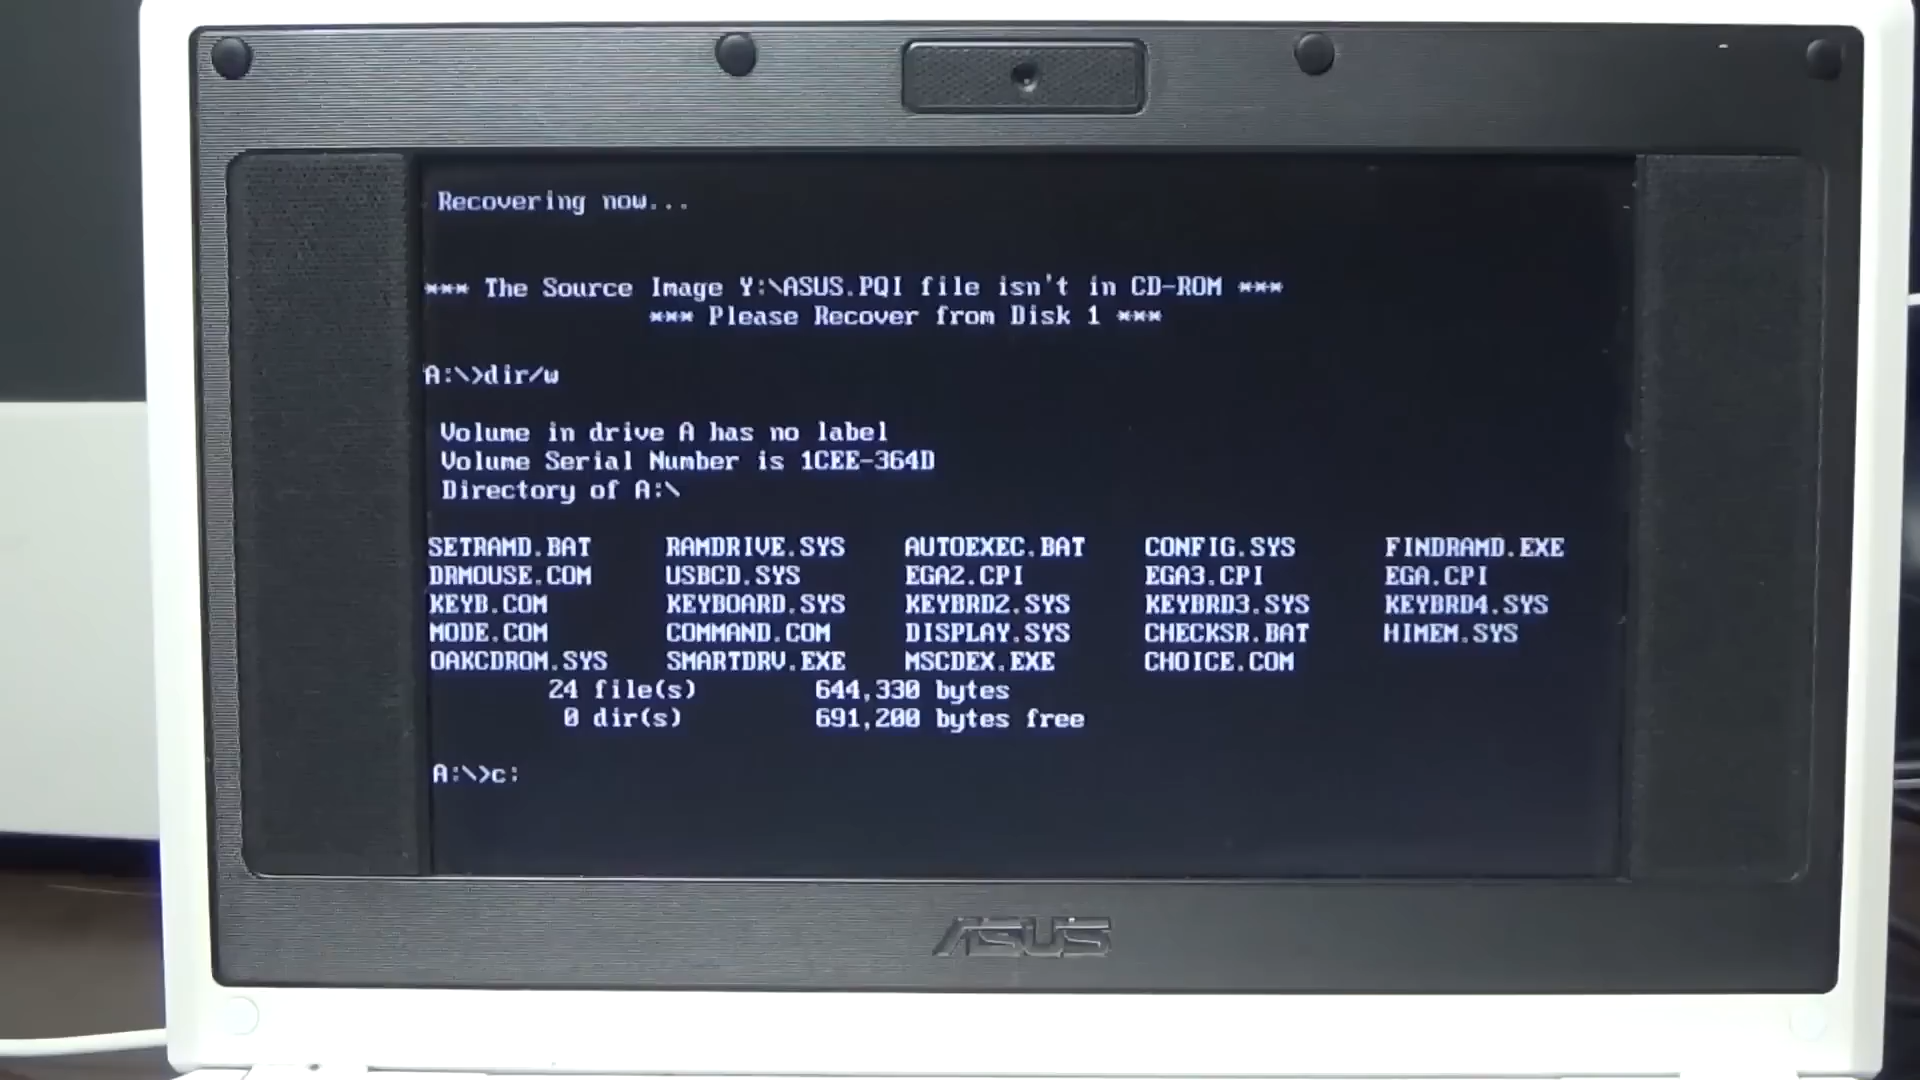 Recovering now...
*** The Source Image Y:\ASUS.PQI file isn't in CD-ROM ***
*** Please Recover from Disk 1 ***
A:\>dir/w
Volume in drive A has no label
Volume Serial Number is 1CEE-364D
Directory of A:\
SETRAMD.BAT RAMDRIVE.SYS AUTOEXEC.BAT CONFIG.SYS FINDRAMD.EXE
DRMOUSE.COM USBCD.SYS EGA2.CPI EGA3.CPI EGA.CPI
KEYB.COM KEYBOARD.SYS KEYBRD2.SYS KEYBRD3.SYS KEYBRD4.SYS
MODE.COM COMMAND.COM DISPLAY.SYS CHECKSR.BAT HIMEM.SYS
OAKCDROM.SYS SMARTDRV.EXE MSCDEX.EXE CHOICE.COM
24 file(s) 644,330 bytes
0 dir(s) 691,200 bytes free
A:\>c:
ASUS